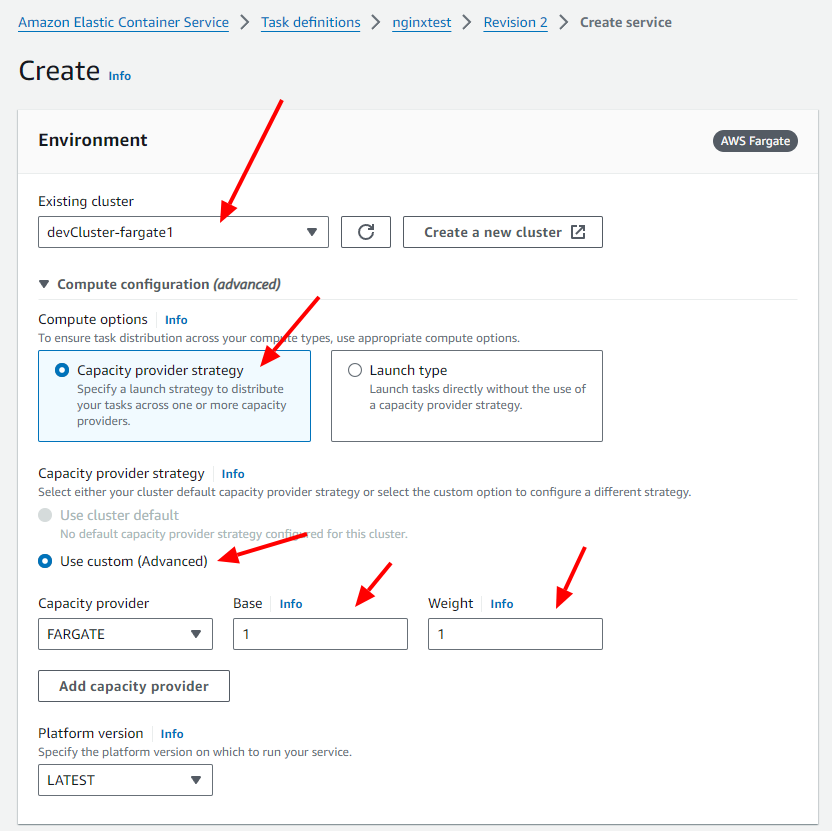 Amazon Elastic Container Service > Task definitions > nginxtest > Revision 2 > Create service
Create Info
Environment AWS Fargate
Existing cluster
devCluster-fargate1 Create a new cluster
Compute configuration (advanced)
Compute options Info
To ensure task distribution across your compute types, use appropriate compute options.
Capacity provider strategy
Specify a launch strategy to distribute
your tasks across one or more capacity
providers.
Launch type
Launch tasks directly without the use of
a capacity provider strategy.
Capacity provider strategy Info
Select either your cluster default capacity provider strategy or select the custom option to configure a different strategy.
Use cluster default
No default capacity provider strategy configured for this cluster.
Use custom (Advanced)
Capacity provider Base Info Weight Info
FARGATE 1 1
Add capacity provider
Platform version Info
Specify the platform version on which to run your service.
LATEST